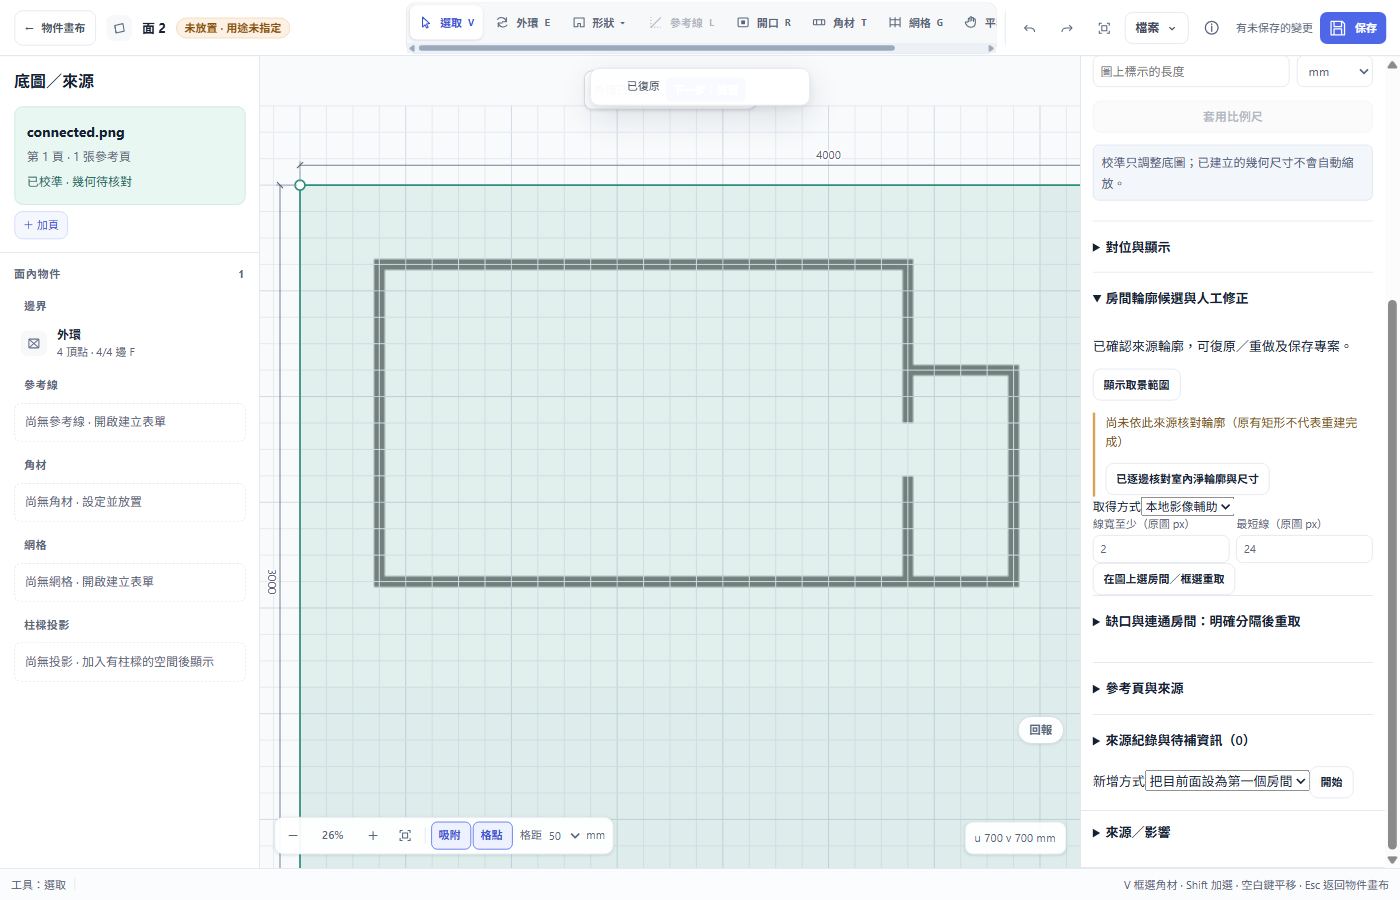 ← 物件畫布
面 2
未放置 · 用途未指定
選取 V
外環 E
形狀
參考線 L
開口 R
角材 T
網格 G
平
檔案
有未保存的變更
保存
底圖／來源
connected.png
第 1 頁 · 1 張參考頁
已校準 · 幾何待核對
＋ 加頁
面內物件 1
邊界
外環
4 頂點 · 4/4 邊 F
參考線
尚無參考線 · 開啟建立表單
角材
尚無角材 · 設定並放置
網格
尚無網格 · 開啟建立表單
柱樑投影
尚無投影 · 加入有柱樑的空間後顯示
已復原
4000
3000
回報
− 26% +
吸附
格點
格距 50 mm
u 700 v 700 mm
圖上標示的長度
mm
套用比例尺
校準只調整底圖；已建立的幾何尺寸不會自動縮
放。
對位與顯示
房間輪廓候選與人工修正
已確認來源輪廓，可復原／重做及保存專案。
顯示取景範圍
尚未依此來源核對輪廓（原有矩形不代表重建完
成）
已逐邊核對室內淨輪廓與尺寸
取得方式 本地影像輔助
線寬至少（原圖 px） 最短線（原圖 px）
2 24
在圖上選房間／框選重取
缺口與連通房間：明確分隔後重取
參考頁與來源
來源紀錄與待補資訊（0）
新增方式 把目前面設為第一個房間 開始
來源／影響
工具：選取
V 框選角材 · Shift 加選 · 空白鍵平移 · Esc 返回物件畫布